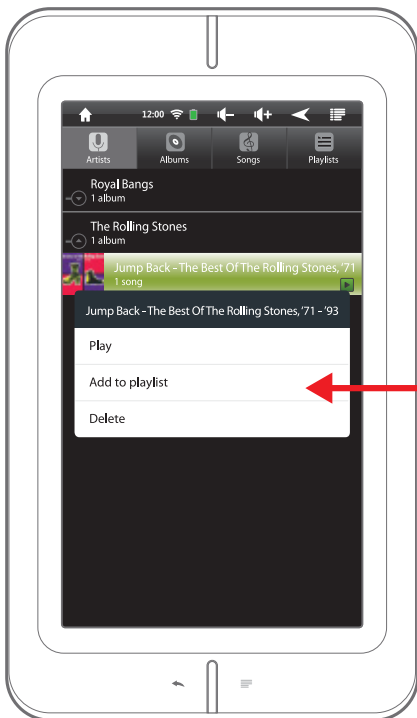 12:00
Artists Albums Songs Playlists
Royal Bangs
1 album
The Rolling Stones
1 album
Jump Back - The Best Of The Rolling Stones, '71
1 song
Jump Back - The Best Of The Rolling Stones, '71 - '93
Play
Add to playlist
Delete